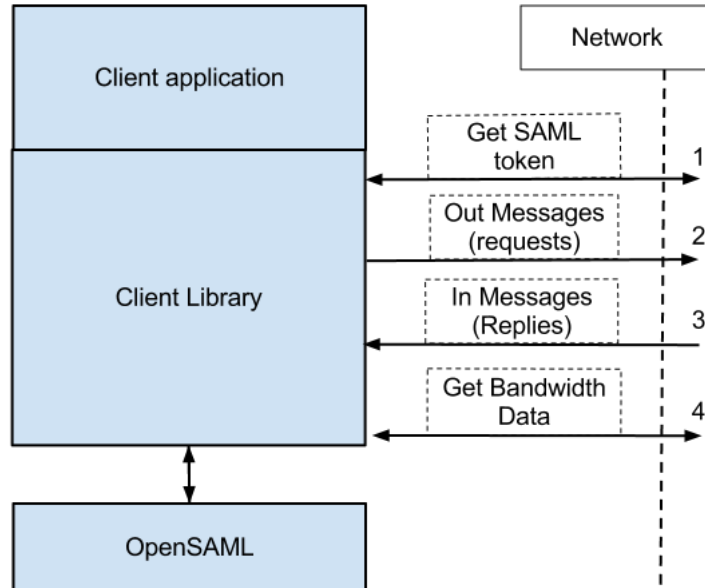 Client application
Network
Get SAML
token
1
Out Messages
(requests)
2
Client Library
In Messages
(Replies)
3
Get Bandwidth
Data
4
OpenSAML